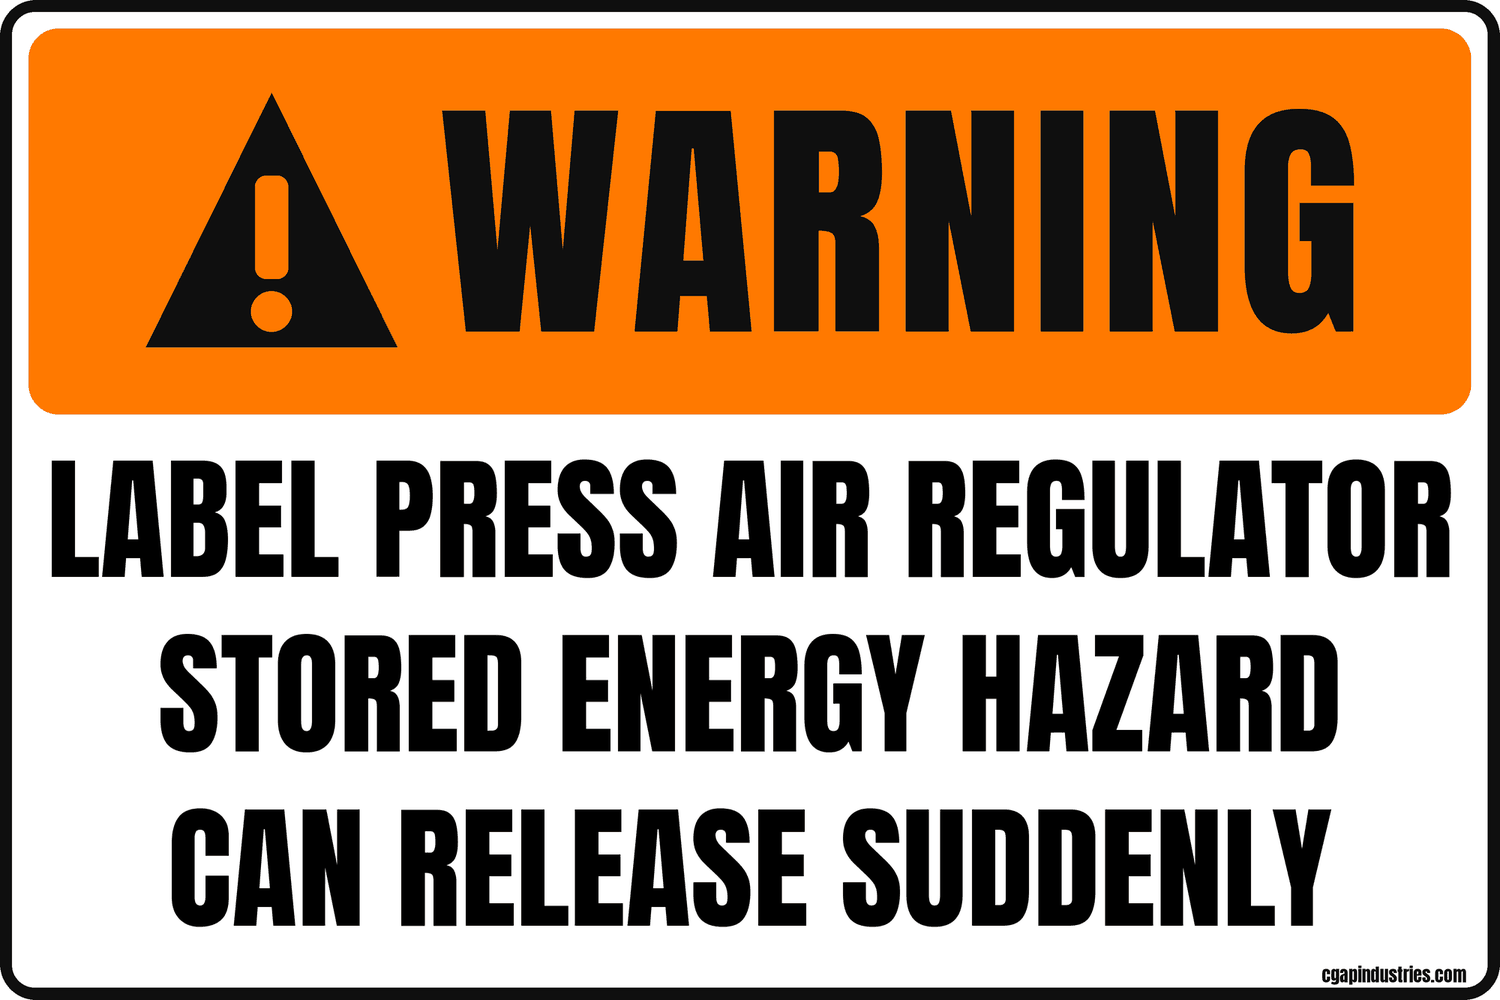 WARNING
LABEL PRESS AIR REGULATOR
STORED ENERGY HAZARD
CAN RELEASE SUDDENLY
cgapindustries.com